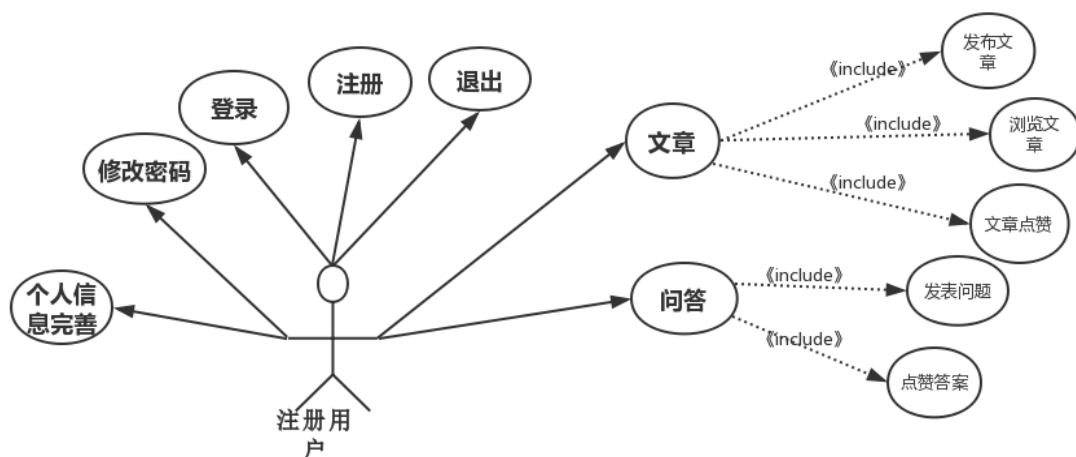 发布文
章
《include》
退出
注册
登录
《include》
浏览文
章
文章
修改密码
《include》
文章点赞
《include》
发表问题
问答
个人信
息完善
《include》
点赞答案
注册用
户